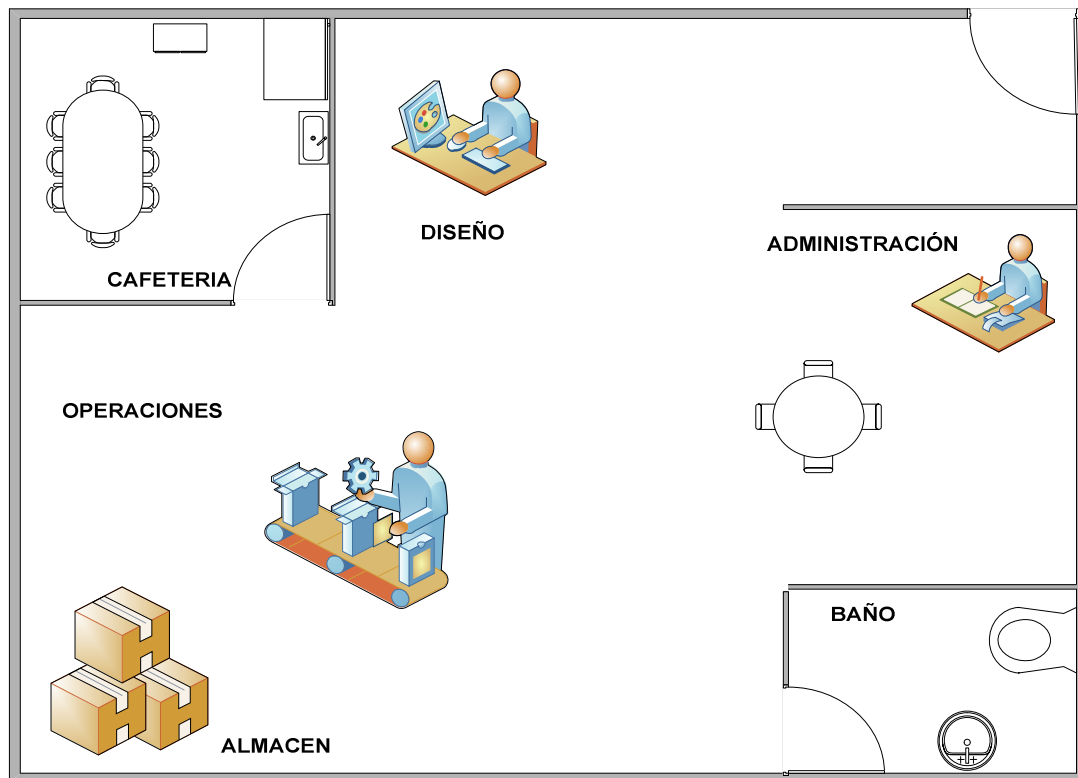 DISEÑO
ADMINISTRACIÓN
CAFETERIA
OPERACIONES
BAÑO
ALMACEN